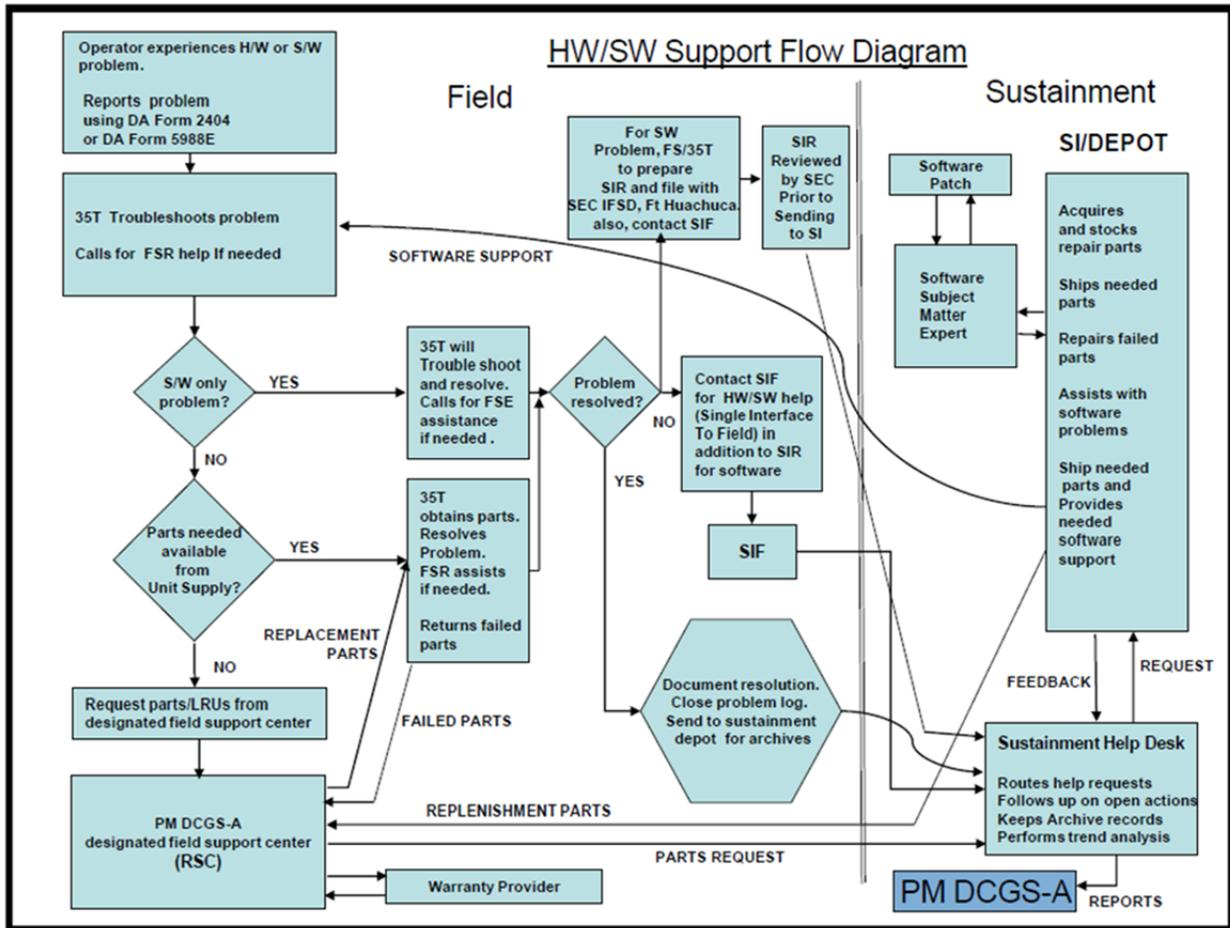 HW/SW Support Flow Diagram
Field
Sustainment
SI/DEPOT
Operator experiences H/W or S/W
problem.
Reports problem
using DA Form 2404
or DA Form 5988E
35T Troubleshoots problem
Calls for FSR help If needed
SOFTWARE SUPPORT
For SW
Problem, FS/35T
to prepare
SIR and file with
SEC IFSD, Ft Huachuca.
also, contact SIF
SIR
Reviewed
by SEC
Prior to
Sending
to SI
Software
Patch
Software
Subject
Matter
Expert
Acquires
and stocks
repair parts
Ships needed
parts
Repairs failed
parts
Assists with
software
problems
Ship needed
parts and
Provides
needed
software
support
S/W only
problem?
YES
NO
35T will
Trouble shoot
and resolve.
Calls for FSE
assistance
if needed .
Problem
resolved?
NO
YES
Contact SIF
for HW/SW help
(Single Interface
To Field) in
addition to SIR
for software
SIF
Parts needed
available
from
Unit Supply?
YES
NO
35T
obtains parts.
Resolves
Problem.
FSR assists
if needed.
Returns failed
parts
REPLACEMENT
PARTS
FAILED PARTS
Request parts/LRUs from
designated field support center
Document resolution.
Close problem log.
Send to sustainment
depot for archives
FEEDBACK
REQUEST
Sustainment Help Desk
Routes help requests
Follows up on open actions
Keeps Archive records
Performs trend analysis
REPLENISHMENT PARTS
PM DCGS-A
designated field support center
(RSC)
PARTS REQUEST
Warranty Provider
PM DCGS-A
REPORTS